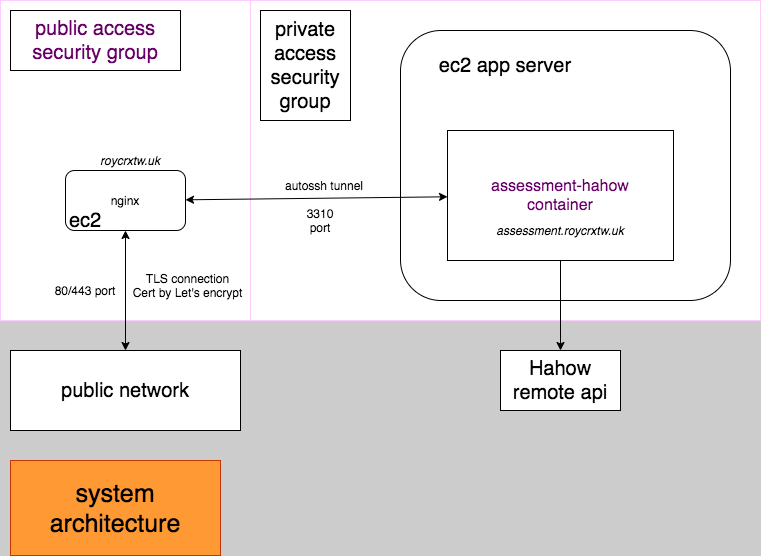 public access
security group
private
access
security
group
ec2 app server
roycrxtw.uk
nginx
ec2
autossh tunnel
3310
port
assessment-hahow
container
assessment.roycrxtw.uk
80/443 port
TLS connection
Cert by Let's encrypt
public network
Hahow
remote api
system
architecture